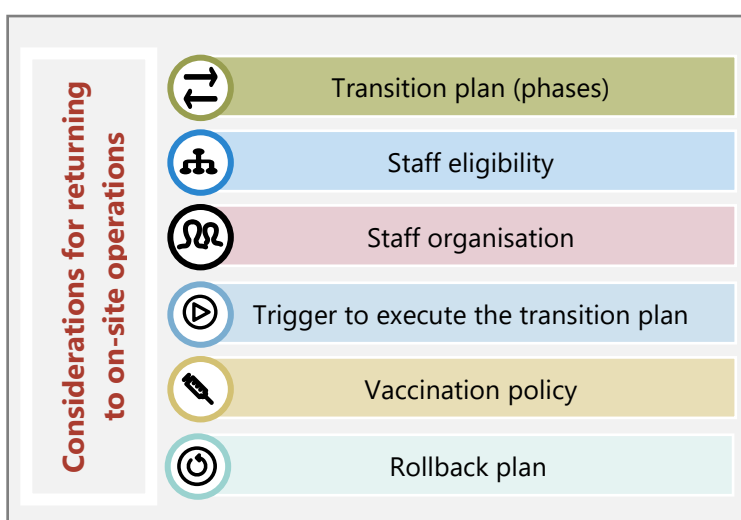 Considerations for returning
to on-site operations
Transition plan (phases)
Staff eligibility
Staff organisation
Trigger to execute the transition plan
Vaccination policy
Rollback plan